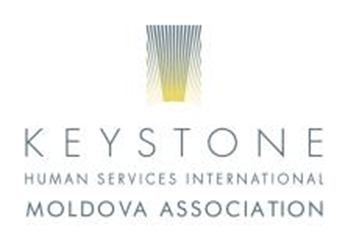 KEYSTONE
HUMAN SERVICES INTERNATIONAL
MOLDOVA ASSOCIATION